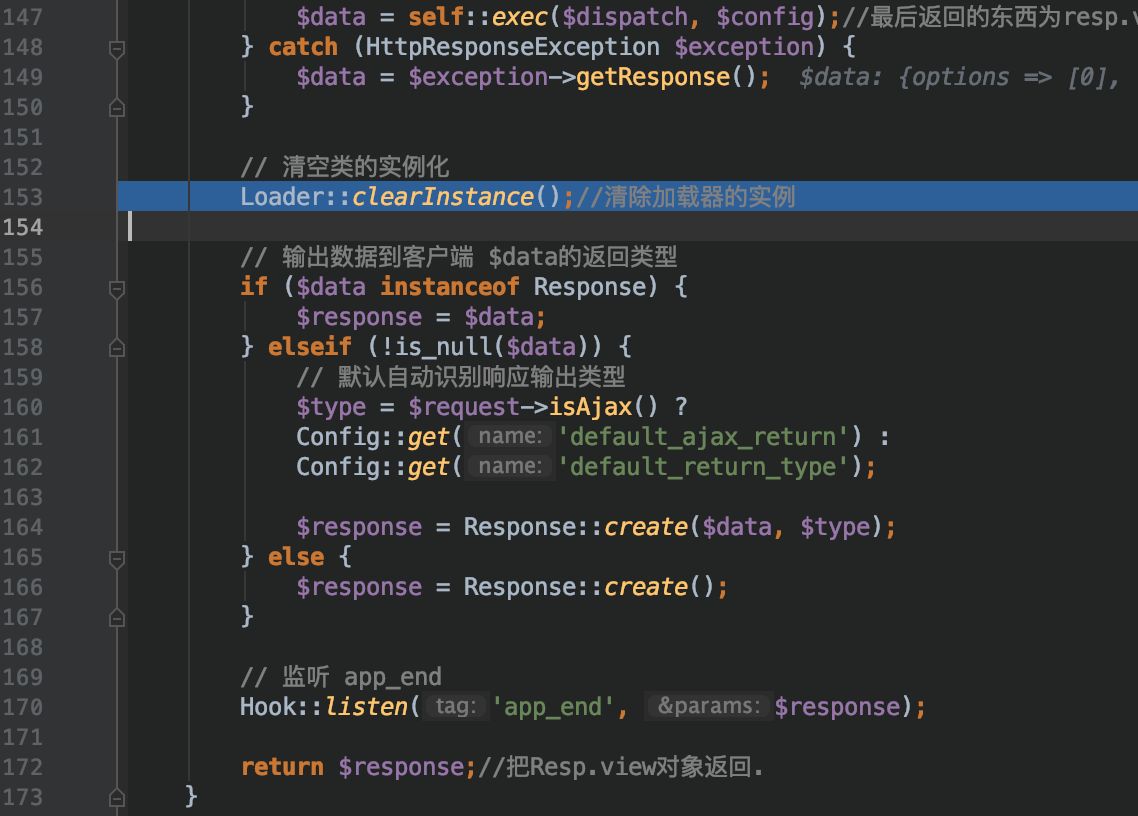 147 $data = self::exec($dispatch, $config);//最后返回的东西为resp.v
148 } catch (HttpResponseException $exception) {
149 $data = $exception->getResponse(); $data: {options => [0],
150 }
151
152 // 清空类的实例化
153 Loader::clearInstance();//清除加载器的实例
154
155 // 输出数据到客户端 $data的返回类型
156 if ($data instanceof Response) {
157 $response = $data;
158 } elseif (!is_null($data)) {
159 // 默认自动识别响应输出类型
160 $type = $request->isAjax() ?
161 Config::get( name: 'default_ajax_return') :
162 Config::get( name: 'default_return_type');
163
164 $response = Response::create($data, $type);
165 } else {
166 $response = Response::create();
167 }
168
169 // 监听 app_end
170 Hook::listen( tag: 'app_end', &params: $response);
171
172 return $response;//把Resp.view对象返回.
173 }